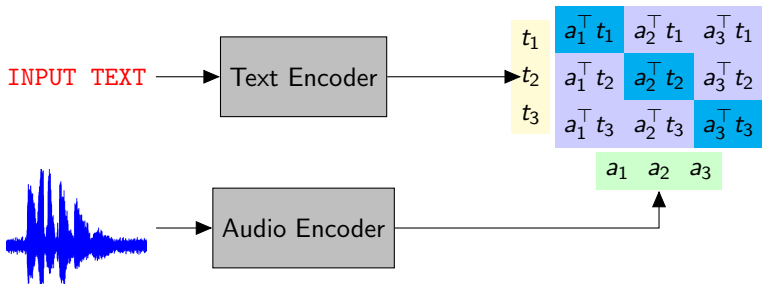 INPUT TEXT
Text Encoder
t₁
t₂
t₃
a₁⊤t₁ a₂⊤t₁ a₃⊤t₁
a₁⊤t₂ a₂⊤t₂ a₃⊤t₂
a₁⊤t₃ a₂⊤t₃ a₃⊤t₃
a₁ a₂ a₃
Audio Encoder